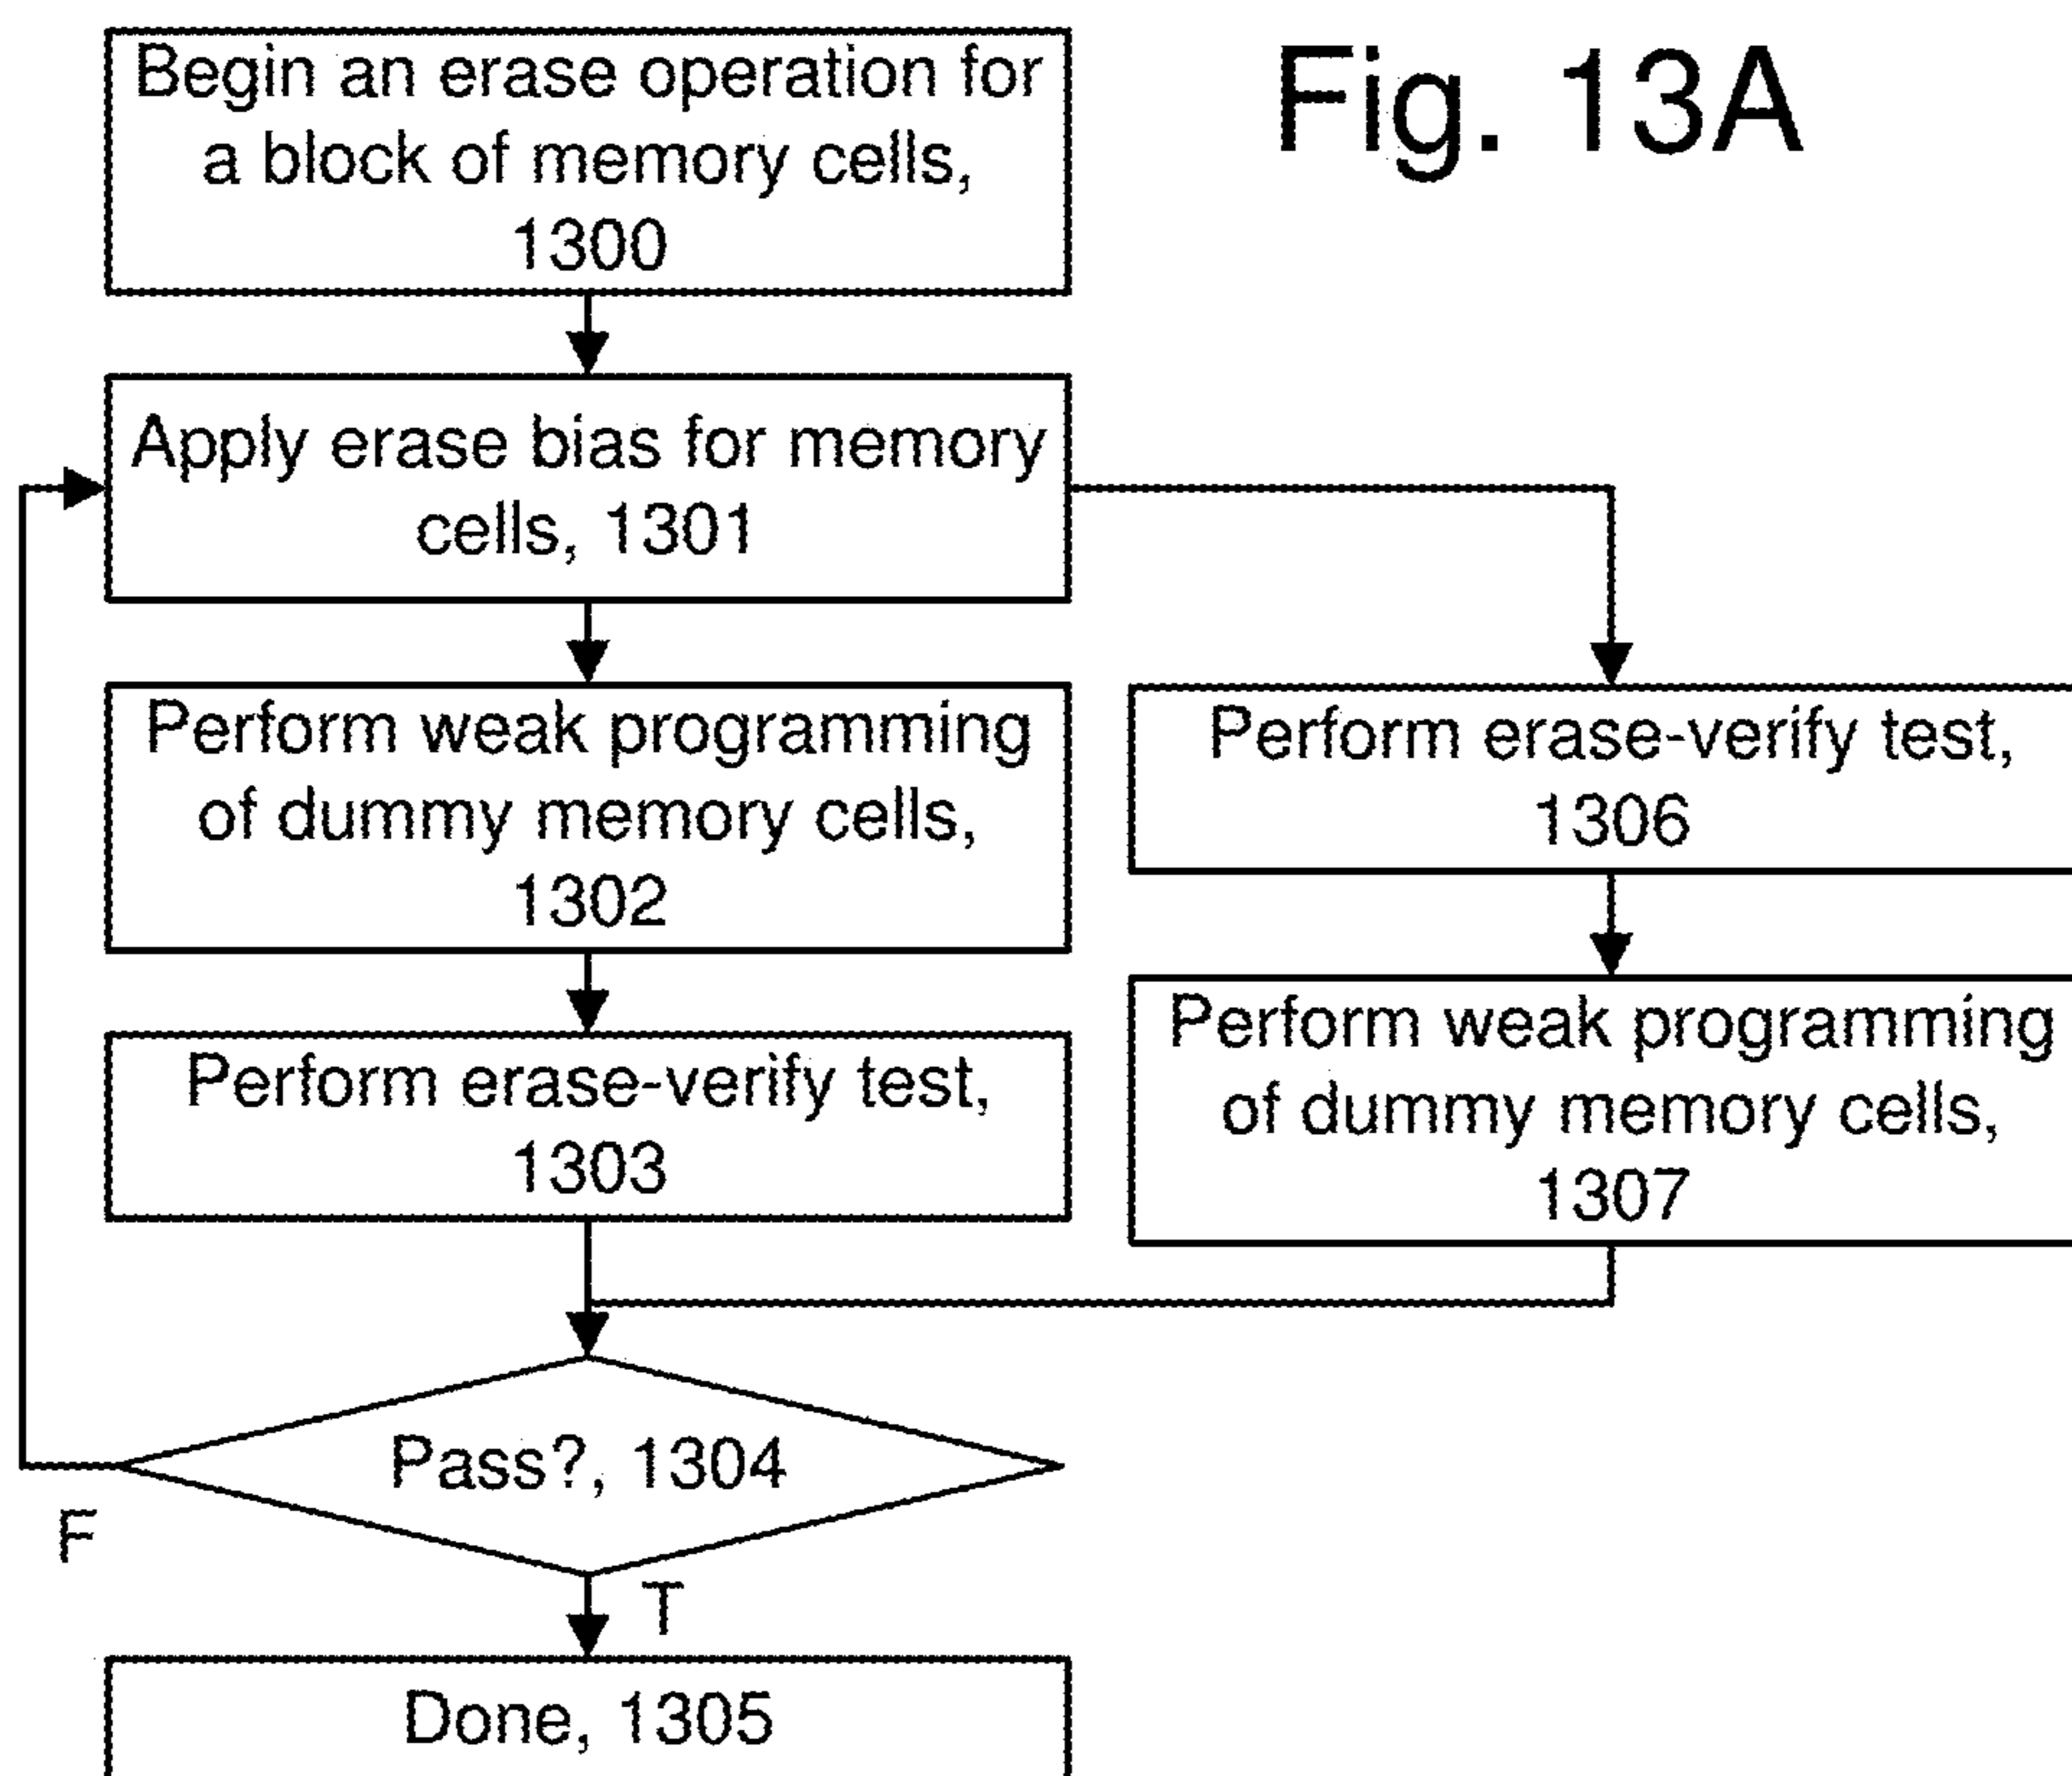 Fig. 13A
Begin an erase operation for
a block of memory cells,
1300
Apply erase bias for memory
cells, 1301
Perform weak programming
of dummy memory cells,
1302
Perform erase-verify test,
1303
Perform erase-verify test,
1306
Perform weak programming
of dummy memory cells,
1307
Pass?, 1304
F
T
Done, 1305